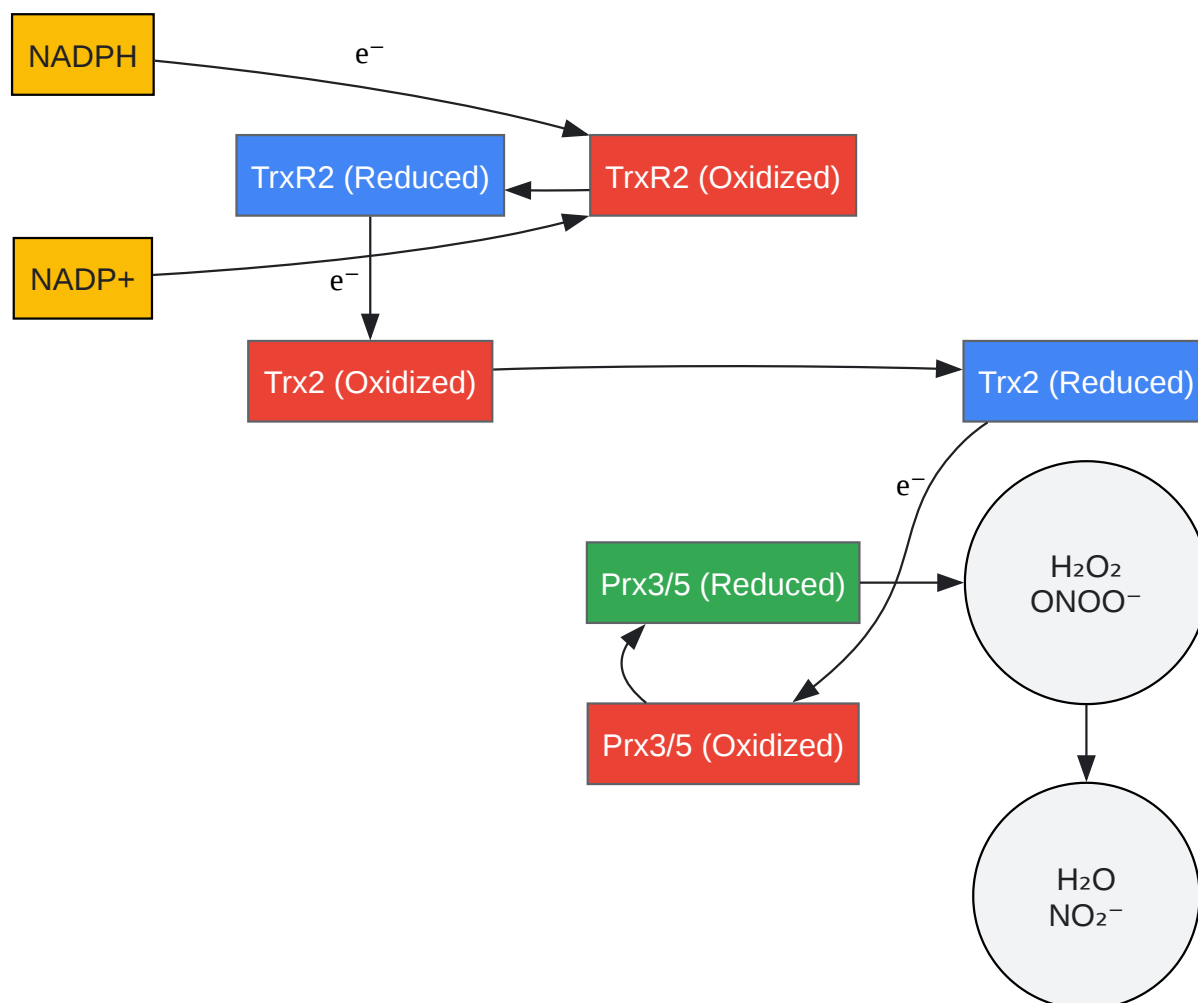 NADPH
e⁻
TrxR2 (Reduced)
TrxR2 (Oxidized)
NADP+
e⁻
Trx2 (Oxidized)
Trx2 (Reduced)
e⁻
Prx3/5 (Reduced)
H₂O₂
ONOO⁻
Prx3/5 (Oxidized)
H₂O
NO₂⁻